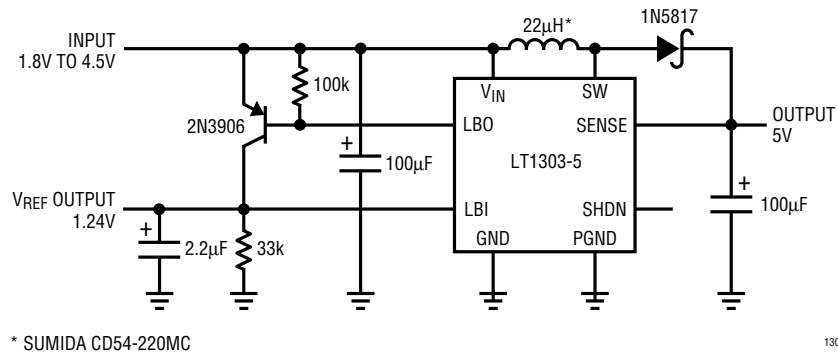 INPUT
1.8V TO 4.5V
22µH*
1N5817
100k
2N3906
VIN
SW
LBO
SENSE
OUTPUT
5V
+
100µF
LT1303-5
VREF OUTPUT
1.24V
LBI
SHDN
+
100µF
+
2.2µF
33k
GND
PGND
* SUMIDA CD54-220MC
130